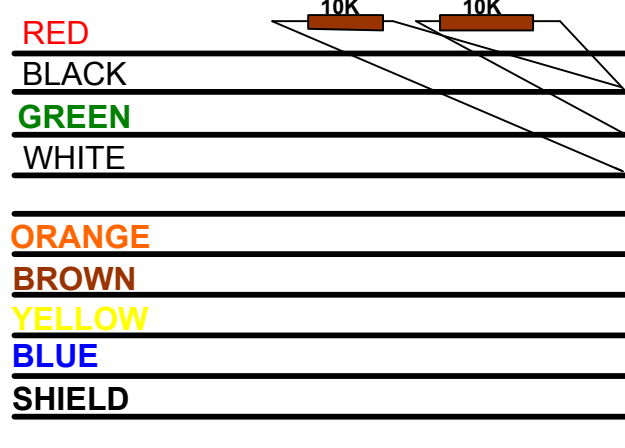 10K 10K
RED
BLACK
GREEN
WHITE
ORANGE
BROWN
YELLOW
BLUE
SHIELD